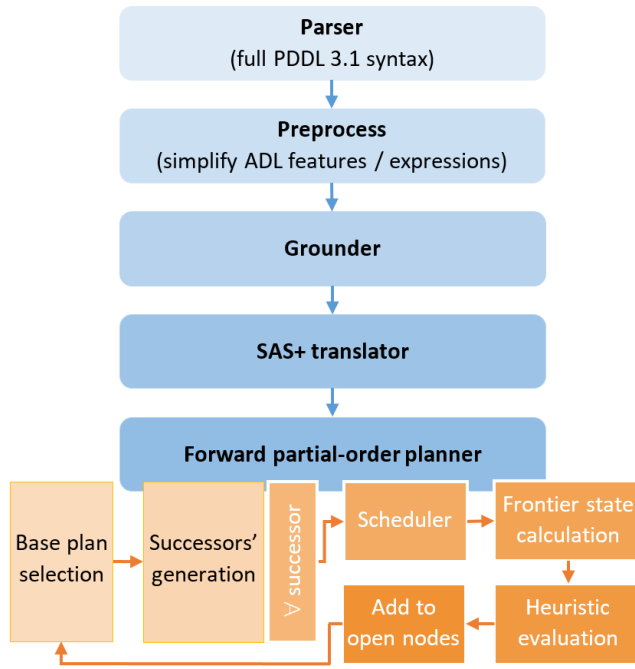 Parser
(full PDDL 3.1 syntax)
Preprocess
(simplify ADL features / expressions)
Grounder
SAS+ translator
Forward partial-order planner
Base plan
selection
Successors’
generation
∀ successor
Scheduler
Frontier state
calculation
Heuristic
evaluation
Add to
open nodes